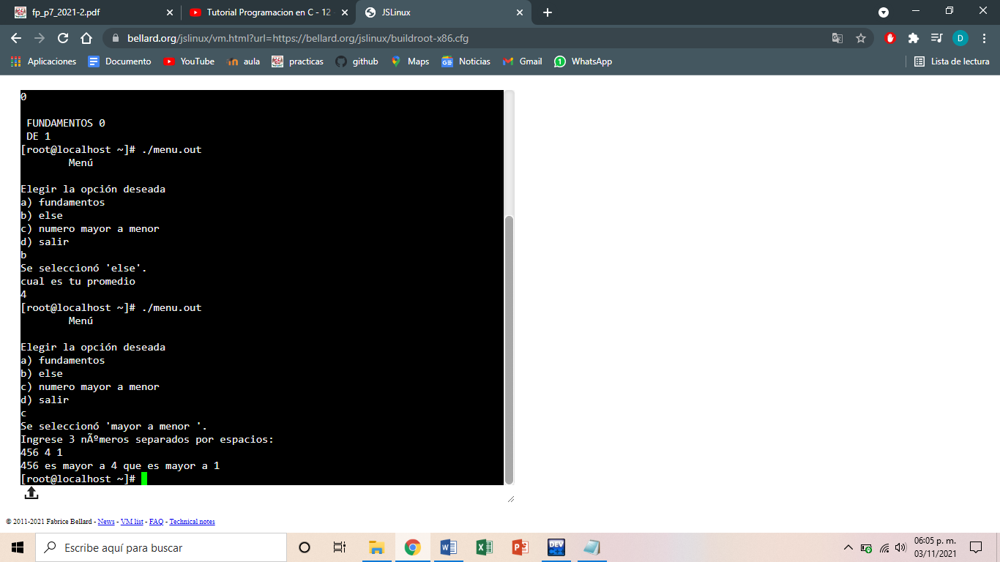 fp_p7_2021-2.pdf
Tutorial Programacion en C - 12
JSLinux
bellard.org/jslinux/vm.html?url=https://bellard.org/jslinux/buildroot-x86.cfg
D
Aplicaciones
Documento
YouTube
aula
practicas
github
Maps
Noticias
Gmail
WhatsApp
Lista de lectura
0
FUNDAMENTOS 0
DE 1
[root@localhost ~]# ./menu.out
Menú
Elegir la opción deseada
a) fundamentos
b) else
c) numero mayor a menor
d) salir
b
Se seleccionó 'else'.
cual es tu promedio
4
[root@localhost ~]# ./menu.out
Menú
Elegir la opción deseada
a) fundamentos
b) else
c) numero mayor a menor
d) salir
c
Se seleccionó 'mayor a menor '.
Ingrese 3 nÃºmeros separados por espacios:
456 4 1
456 es mayor a 4 que es mayor a 1
[root@localhost ~]#
© 2011-2021 Fabrice Bellard - News - VM list - FAQ - Technical notes
Escribe aquí para buscar
DEV
06:05 p. m.
03/11/2021